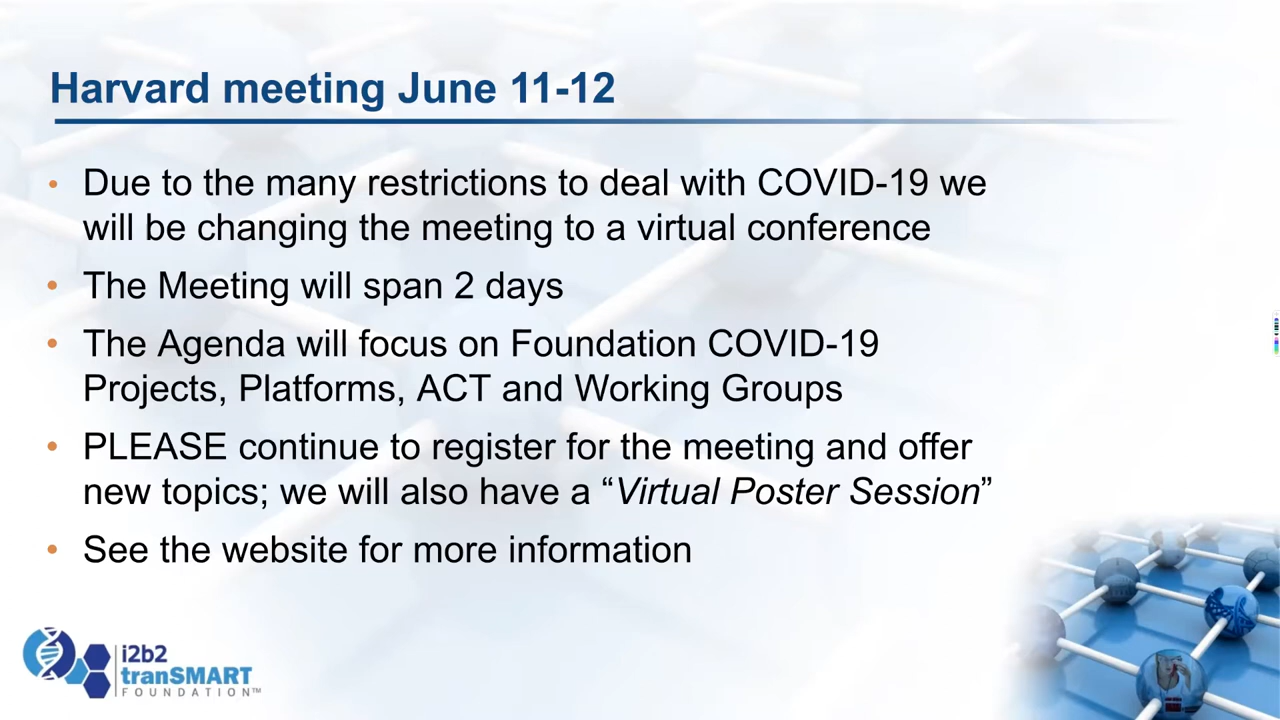 Harvard meeting June 11-12
• Due to the many restrictions to deal with COVID-19 we
will be changing the meeting to a virtual conference
• The Meeting will span 2 days
• The Agenda will focus on Foundation COVID-19
Projects, Platforms, ACT and Working Groups
• PLEASE continue to register for the meeting and offer
new topics; we will also have a “Virtual Poster Session”
• See the website for more information
i2b2
tranSMART
FOUNDATION™